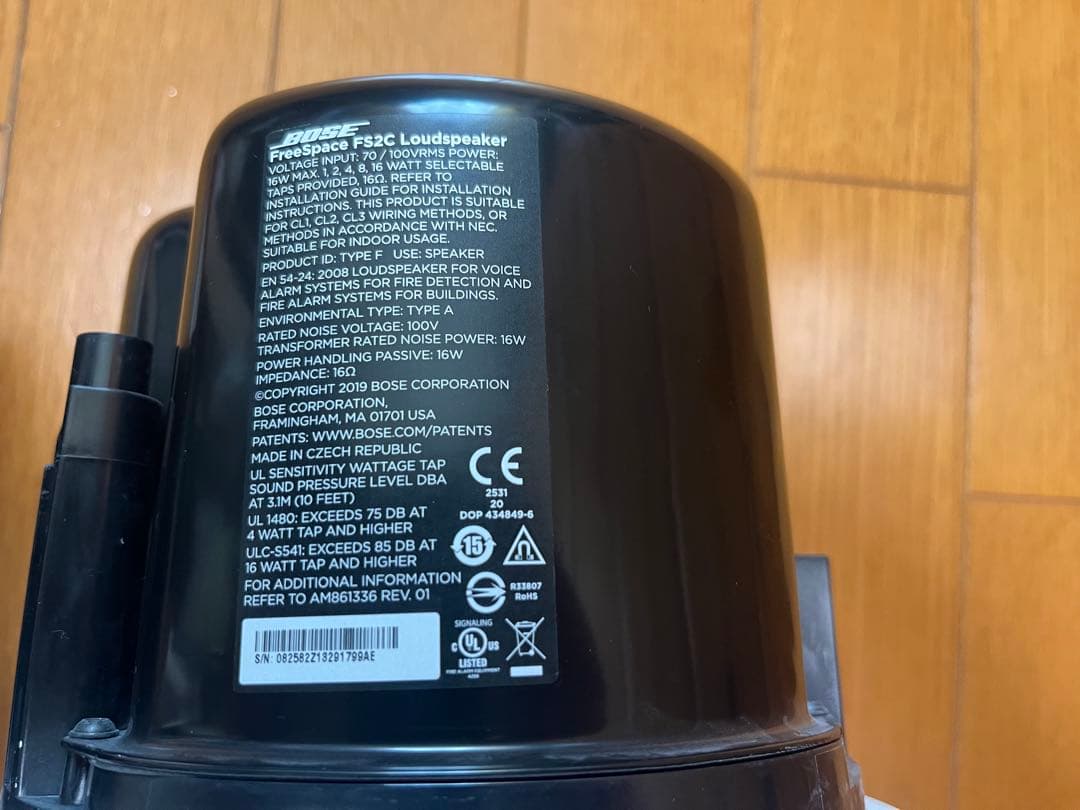 BOSE
FreeSpace FS2C Loudspeaker
VOLTAGE INPUT: 70 / 100VRMS POWER:
16W MAX. 1, 2, 4, 8, 16 WATT SELECTABLE
TAPS PROVIDED, 16Ω. REFER TO
INSTALLATION GUIDE FOR INSTALLATION
INSTRUCTIONS. THIS PRODUCT IS SUITABLE
FOR CL1, CL2, CL3 WIRING METHODS, OR
METHODS IN ACCORDANCE WITH NEC.
SUITABLE FOR INDOOR USAGE.
PRODUCT ID: TYPE F USE: SPEAKER
EN 54-24: 2008 LOUDSPEAKER FOR VOICE
ALARM SYSTEMS FOR FIRE DETECTION AND
FIRE ALARM SYSTEMS FOR BUILDINGS.
ENVIRONMENTAL TYPE: TYPE A
RATED NOISE VOLTAGE: 100V
TRANSFORMER RATED NOISE POWER: 16W
POWER HANDLING PASSIVE: 16W
IMPEDANCE: 16Ω
©COPYRIGHT 2019 BOSE CORPORATION
BOSE CORPORATION,
FRAMINGHAM, MA 01701 USA
PATENTS: WWW.BOSE.COM/PATENTS
MADE IN CZECH REPUBLIC
UL SENSITIVITY WATTAGE TAP
SOUND PRESSURE LEVEL DBA
AT 3.1M (10 FEET)
UL 1480: EXCEEDS 75 DB AT
4 WATT TAP AND HIGHER
ULC-S541: EXCEEDS 85 DB AT
16 WATT TAP AND HIGHER
FOR ADDITIONAL INFORMATION
REFER TO AM861336 REV. 01
CE
2531
20
DOP 434849-6
15
R33807
RoHS
SIGNALING
C UL US
LISTED
FIRE ALARM EQUIPMENT
S/N: 082582Z13291799AE